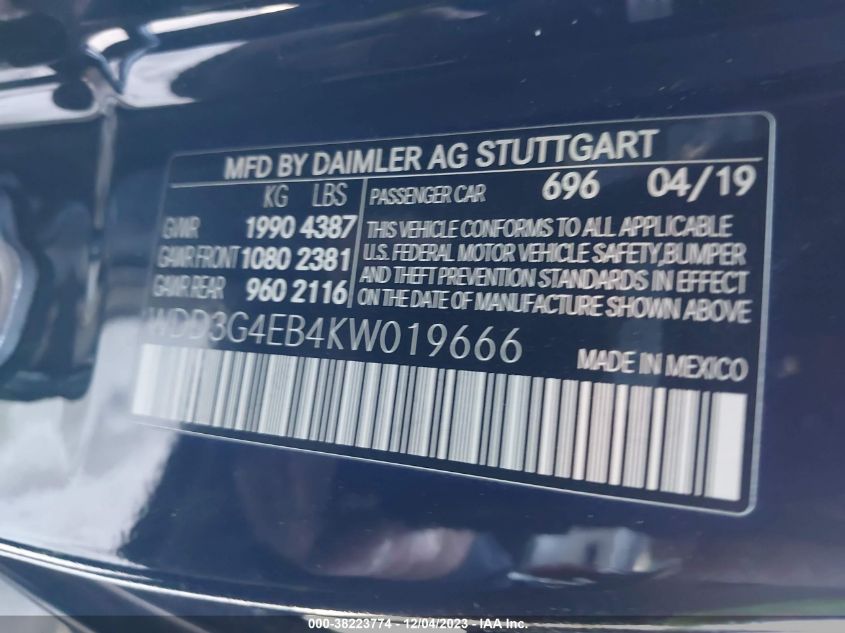 MFD BY DAIMLER AG STUTTGART
KG LBS
GVWR 1990 4387
GAWR FRONT 1080 2381
GAWR REAR 960 2116
PASSENGER CAR 696 04/19
THIS VEHICLE CONFORMS TO ALL APPLICABLE
U.S. FEDERAL MOTOR VEHICLE SAFETY,BUMPER
AND THEFT PREVENTION STANDARDS IN EFFECT
ON THE DATE OF MANUFACTURE SHOWN ABOVE
WDD3G4EB4KW019666
MADE IN MEXICO
000-38223774 - 12/04/2023 - IAA Inc.